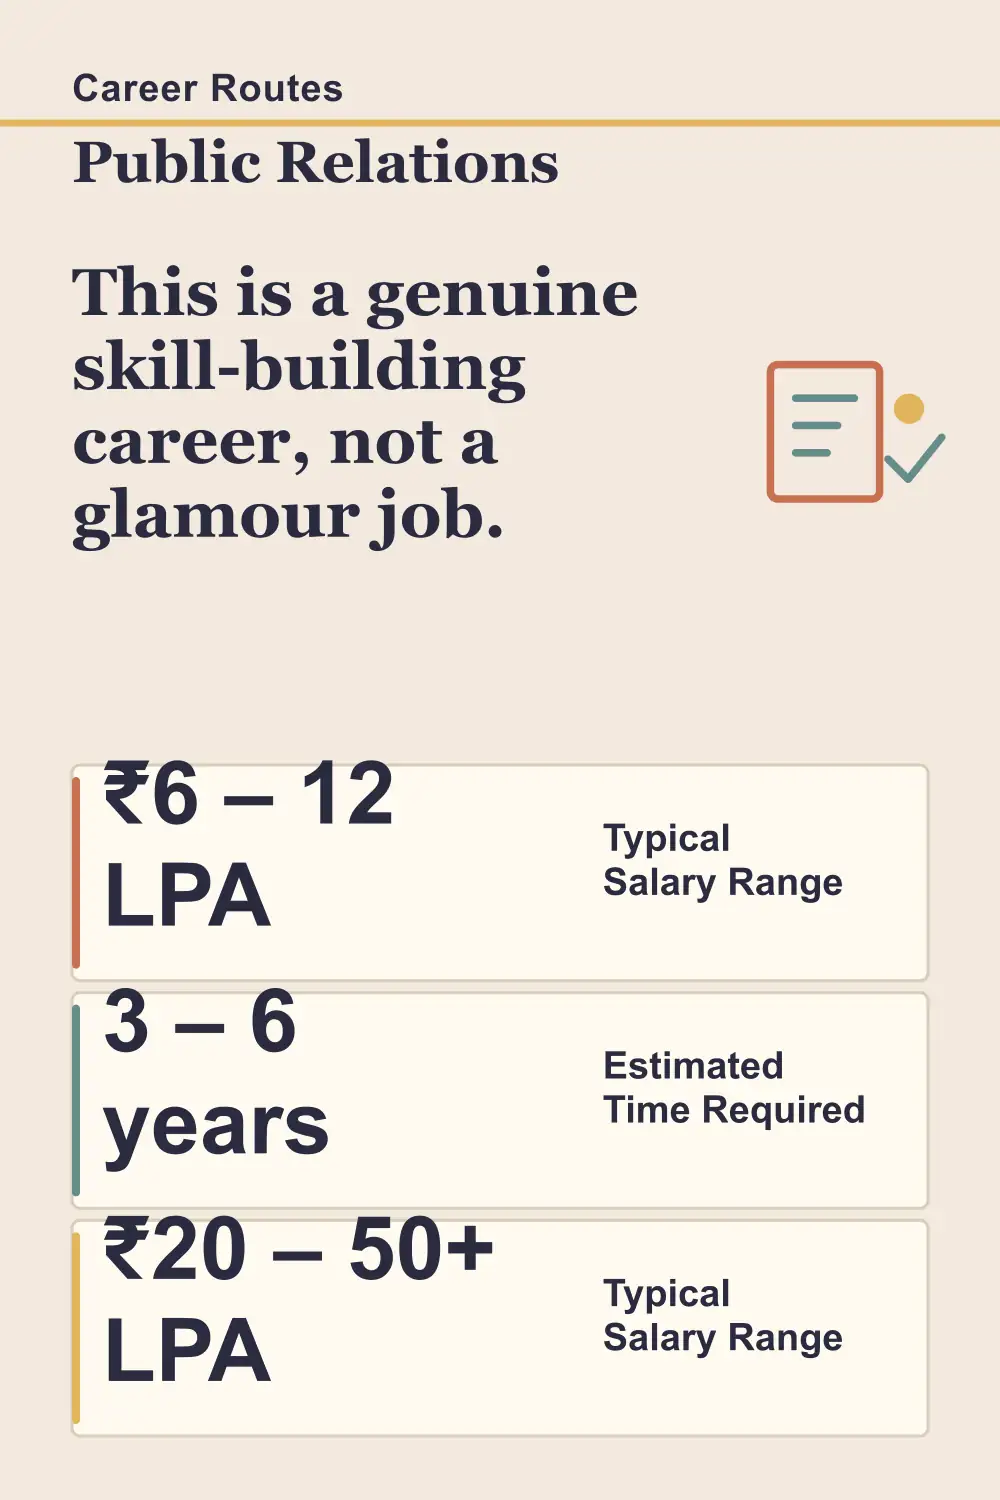 Career Routes
Public Relations
This is a genuine
skill-building
career, not a
glamour job.
₹6 – 12
LPA
Typical
Salary Range
3 – 6
years
Estimated
Time Required
₹20 – 50+
LPA
Typical
Salary Range